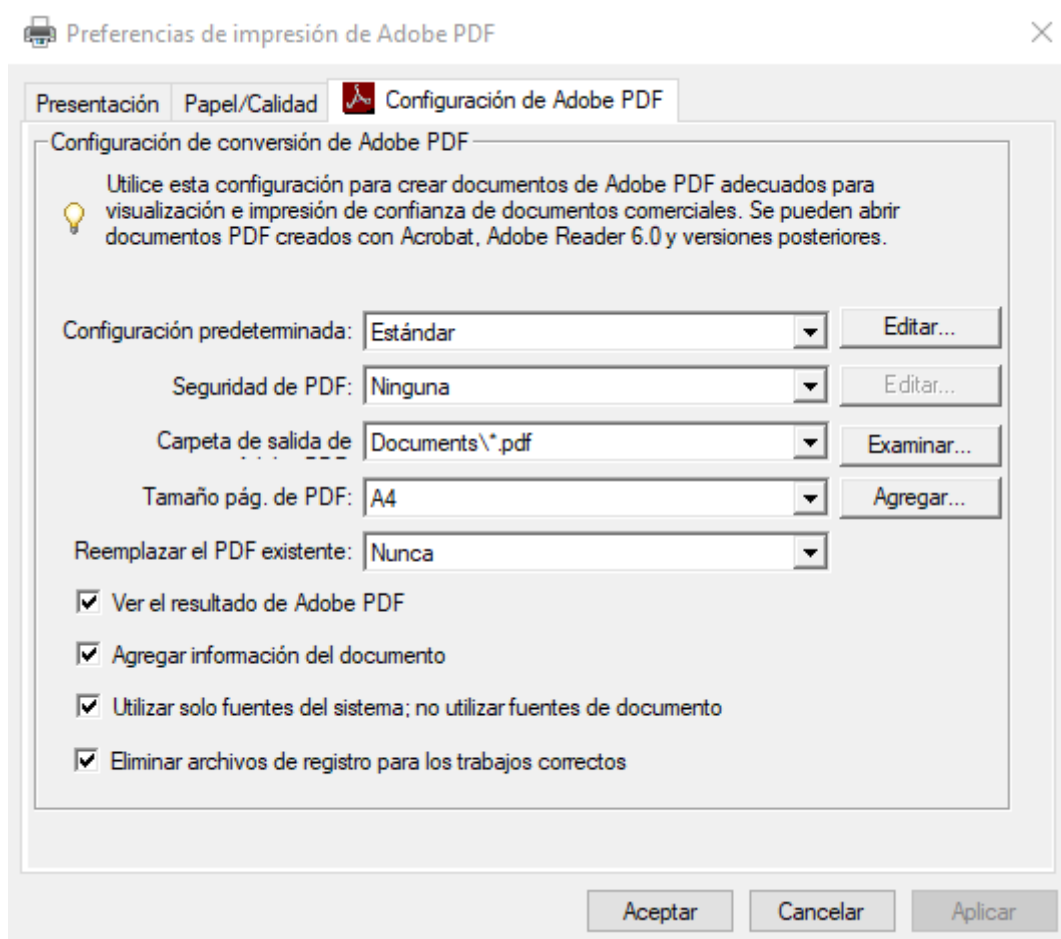 Preferencias de impresión de Adobe PDF
Presentación
Papel/Calidad
Configuración de Adobe PDF
Configuración de conversión de Adobe PDF
Utilice esta configuración para crear documentos de Adobe PDF adecuados para
visualización e impresión de confianza de documentos comerciales. Se pueden abrir
documentos PDF creados con Acrobat, Adobe Reader 6.0 y versiones posteriores.
Configuración predeterminada: Estándar Editar...
Seguridad de PDF: Ninguna Editar...
Carpeta de salida de Documents\*.pdf Examinar...
Tamaño pág. de PDF: A4 Agregar...
Reemplazar el PDF existente: Nunca
Ver el resultado de Adobe PDF
Agregar información del documento
Utilizar solo fuentes del sistema; no utilizar fuentes de documento
Eliminar archivos de registro para los trabajos correctos
Aceptar Cancelar Aplicar